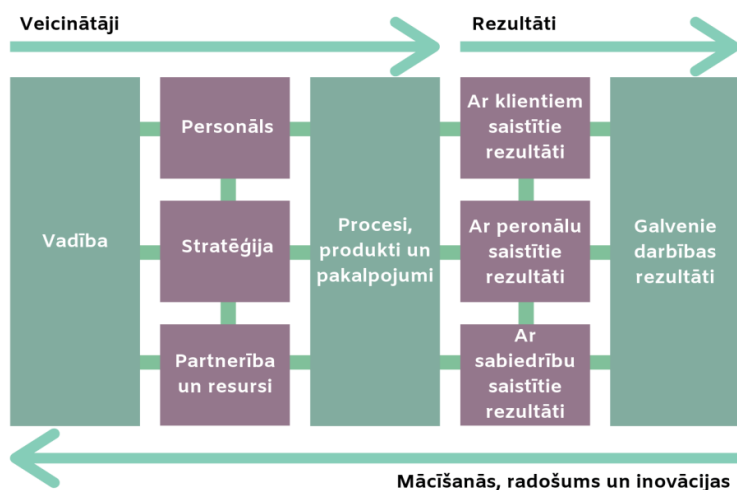 Veicinātāji
Rezultāti
Vadība
Personāls
Stratēģija
Partnerība
un resursi
Procesi,
produkti un
pakalpojumi
Ar klientiem
saistītie
rezultāti
Ar peronālu
saistītie
rezultāti
Ar
sabiedrību
saistītie
rezultāti
Galvenie
darbības
rezultāti
Mācīšanās, radošums un inovācijas